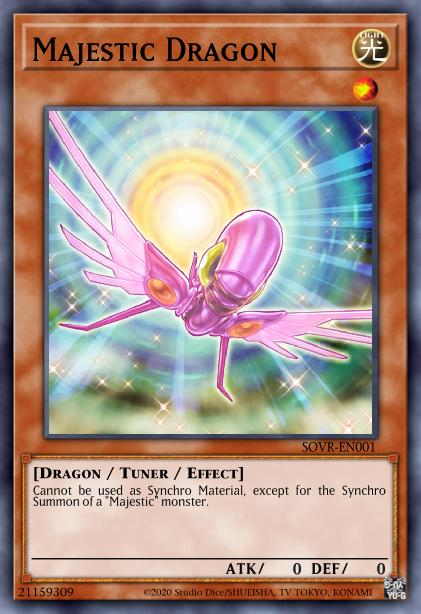 MAJESTIC DRAGON
LIGHT
光
SOVR-EN001
[DRAGON / TUNER / EFFECT]
Cannot be used as Synchro Material, except for the Synchro
Summon of a "Majestic" monster.
ATK/ 0 DEF/ 0
21159309 ©2020 Studio Dice/SHUEISHA, TV TOKYO, KONAMI